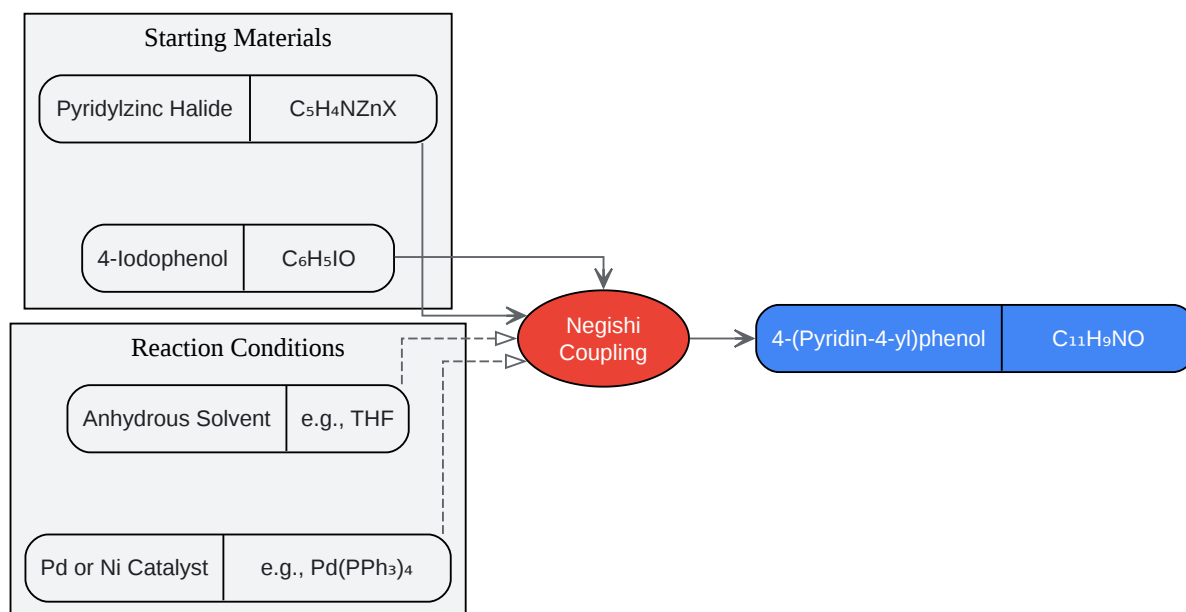 Starting Materials
Pyridylzinc Halide
C₅H₄NZnX
4-Iodophenol
C₆H₅IO
Negishi
Coupling
4-(Pyridin-4-yl)phenol
C₁₁H₉NO
Reaction Conditions
Anhydrous Solvent
e.g., THF
Pd or Ni Catalyst
e.g., Pd(PPh₃)₄